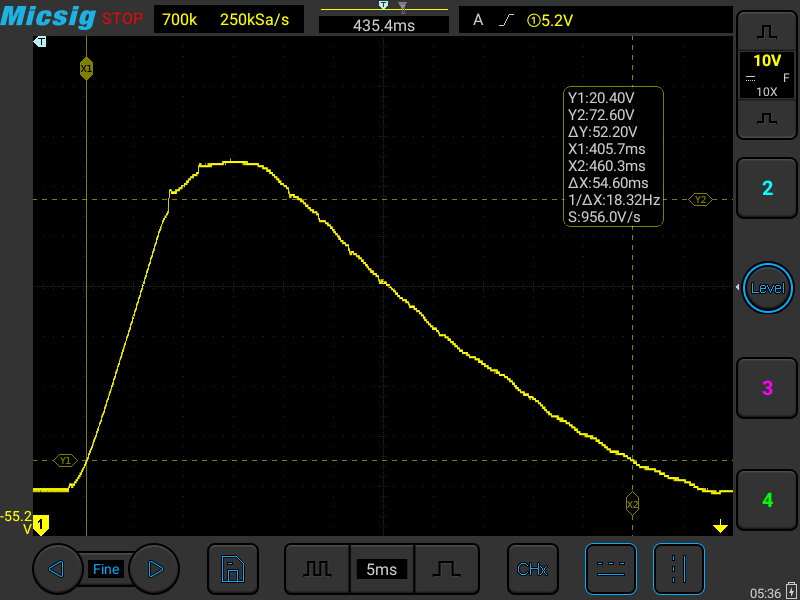 Micsig STOP 700k 250kSa/s T 435.4ms A ①5.2V
T
X1
10V
F
10X
Y1:20.40V
Y2:72.60V
ΔY:52.20V
X1:405.7ms
X2:460.3ms
ΔX:54.60ms
1/ΔX:18.32Hz
S:956.0V/s
2
Y2
Level
3
Y1
X2
4
-55.2
V
1
Fine
5ms
CHx
05:36